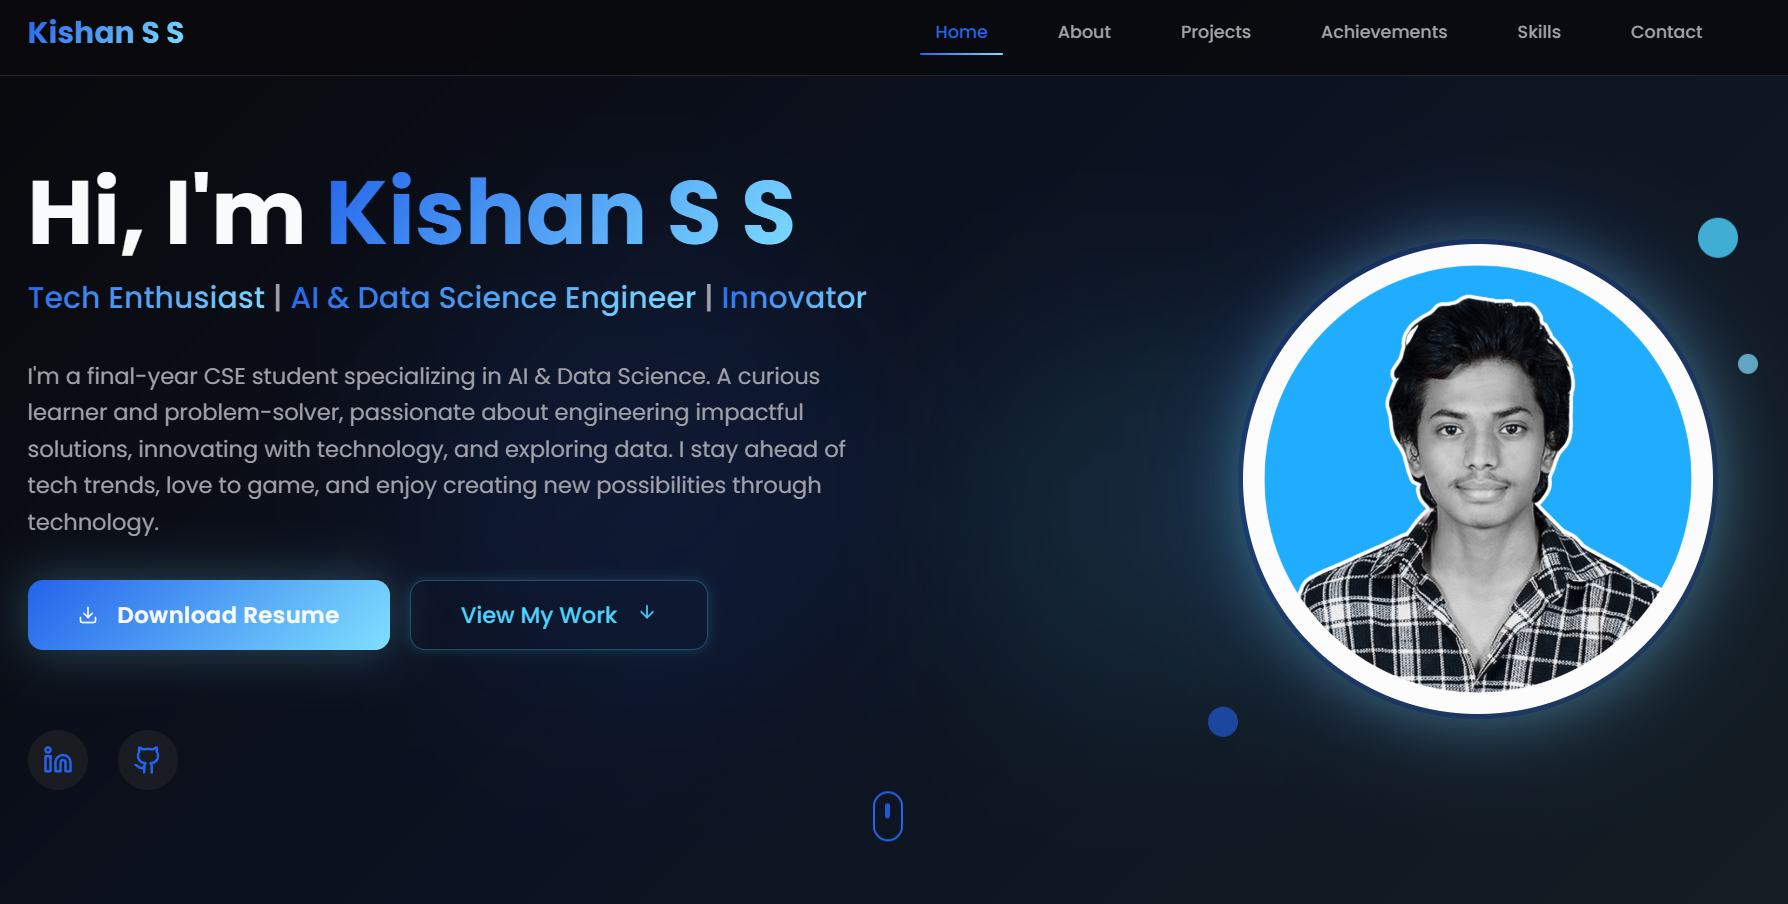 Kishan S S
Home
About
Projects
Achievements
Skills
Contact
Hi, I'm Kishan S S
Tech Enthusiast | AI & Data Science Engineer | Innovator
I'm a final-year CSE student specializing in AI & Data Science. A curious
learner and problem-solver, passionate about engineering impactful
solutions, innovating with technology, and exploring data. I stay ahead of
tech trends, love to game, and enjoy creating new possibilities through
technology.
Download Resume
View My Work